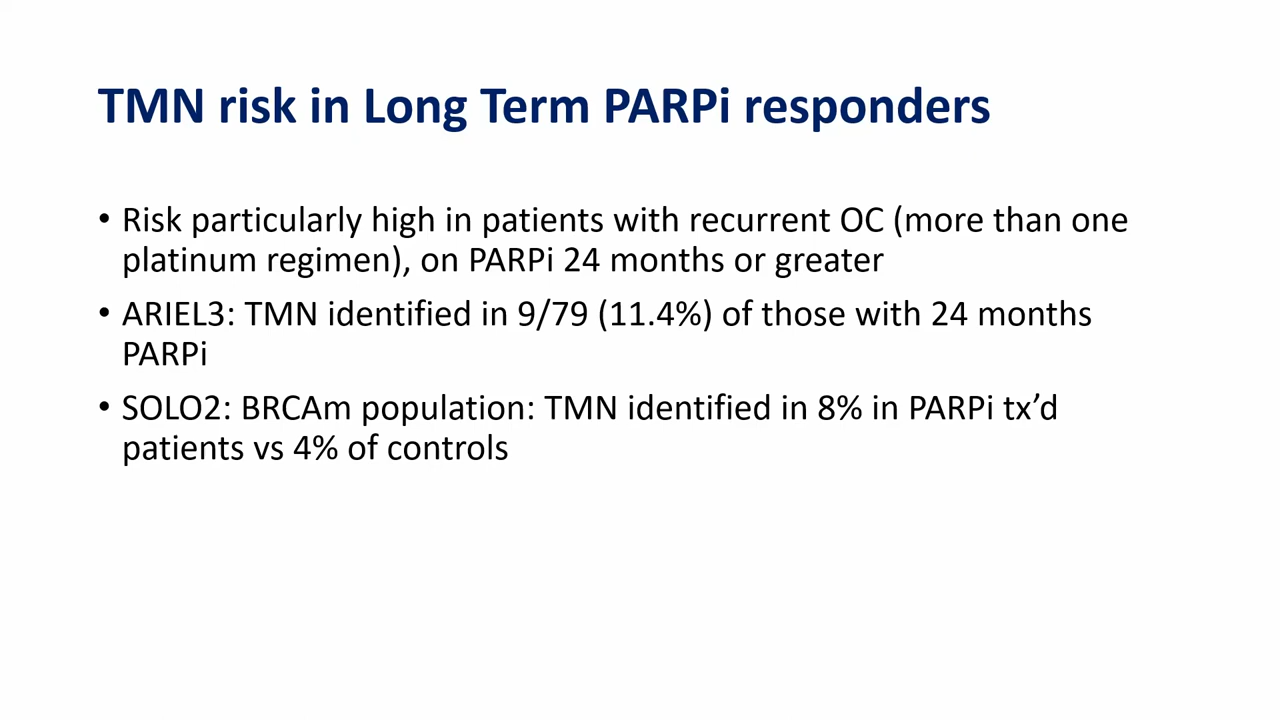 TMN risk in Long Term PARPi responders
• Risk particularly high in patients with recurrent OC (more than one
platinum regimen), on PARPi 24 months or greater
• ARIEL3: TMN identified in 9/79 (11.4%) of those with 24 months
PARPi
• SOLO2: BRCAm population: TMN identified in 8% in PARPi tx’d
patients vs 4% of controls